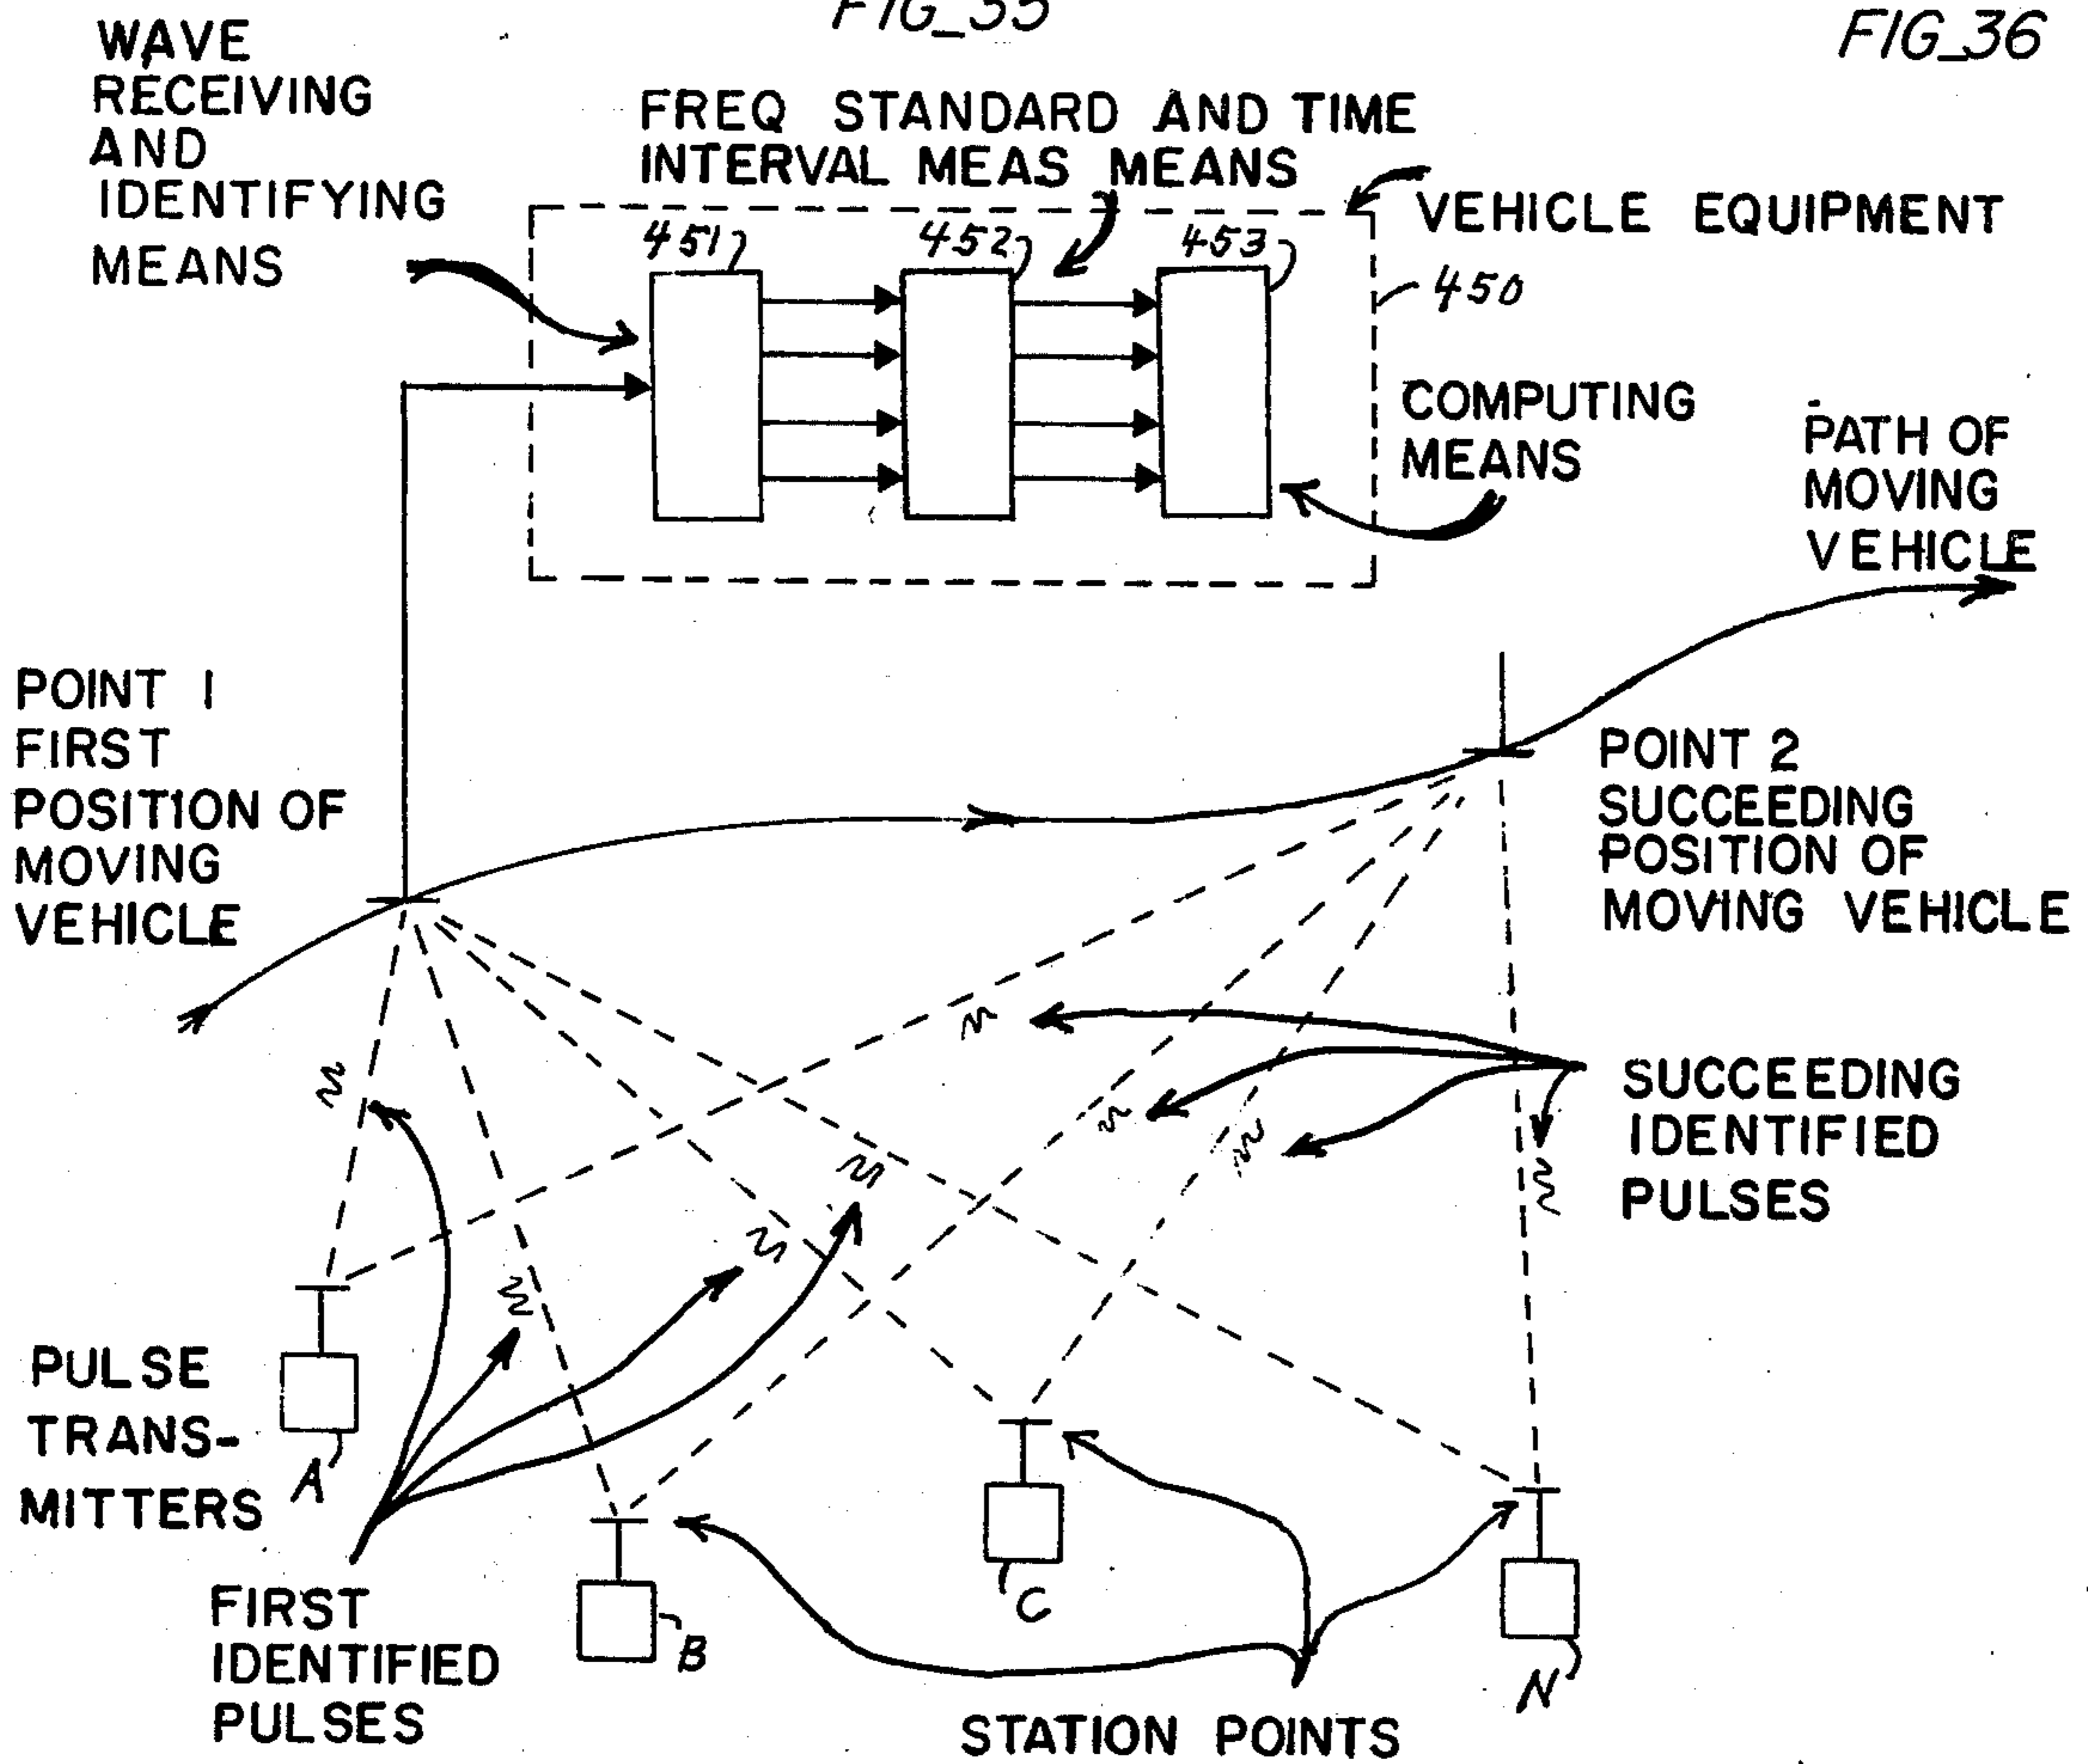 FIG_35
FIG_36
WAVE
RECEIVING
AND
IDENTIFYING
MEANS
FREQ STANDARD AND TIME
INTERVAL MEAS MEANS
VEHICLE EQUIPMENT
451
452
453
450
COMPUTING
MEANS
PATH OF
MOVING
VEHICLE
POINT 1
FIRST
POSITION OF
MOVING
VEHICLE
POINT 2
SUCCEEDING
POSITION OF
MOVING VEHICLE
SUCCEEDING
IDENTIFIED
PULSES
PULSE
TRANS-
MITTERS
A
B
C
N
FIRST
IDENTIFIED
PULSES
STATION POINTS